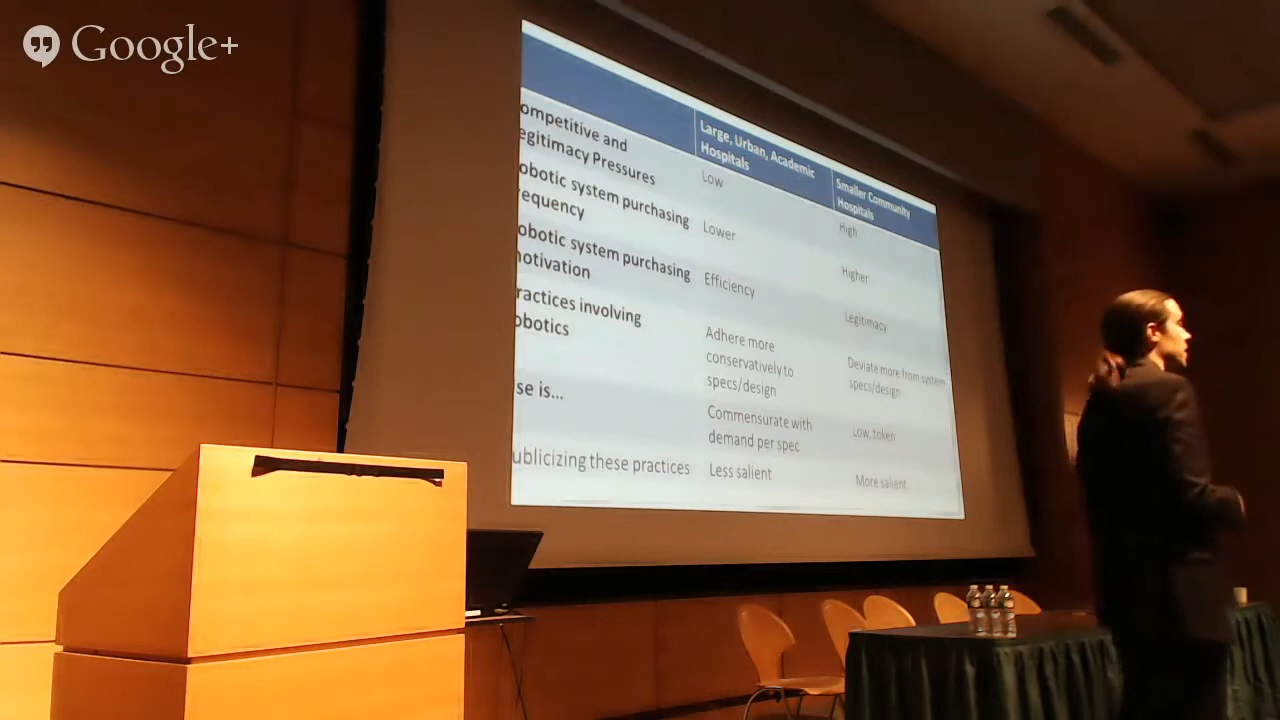 Google+
Large, Urban, Academic
Hospitals
Smaller Community
Hospitals
ompetitive and
egitimacy Pressures
Low
High
obotic system purchasing
equency
Lower
Higher
obotic system purchasing
otivation
Efficiency
Legitimacy
ractices involving
obotics
Adhere more
conservatively to
specs/design
Deviate more from system
specs/design
se is...
Commensurate with
demand per spec
Low, token
ublicizing these practices
Less salient
More salient